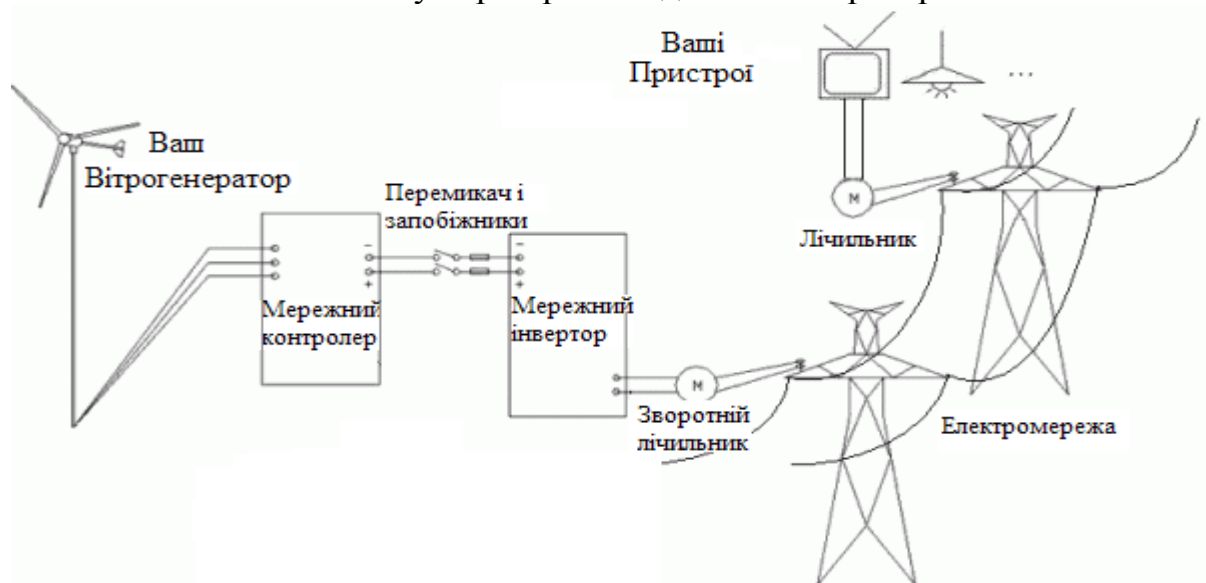 Ваші
Пристрої
...
Ваш
Вітрогенератор
Перемикач і
запобіжники
М
Лічильник
–
+
–
+
Мережний
контролер
Мережний
інвертор
М
Зворотній
лічильник
Електромережа